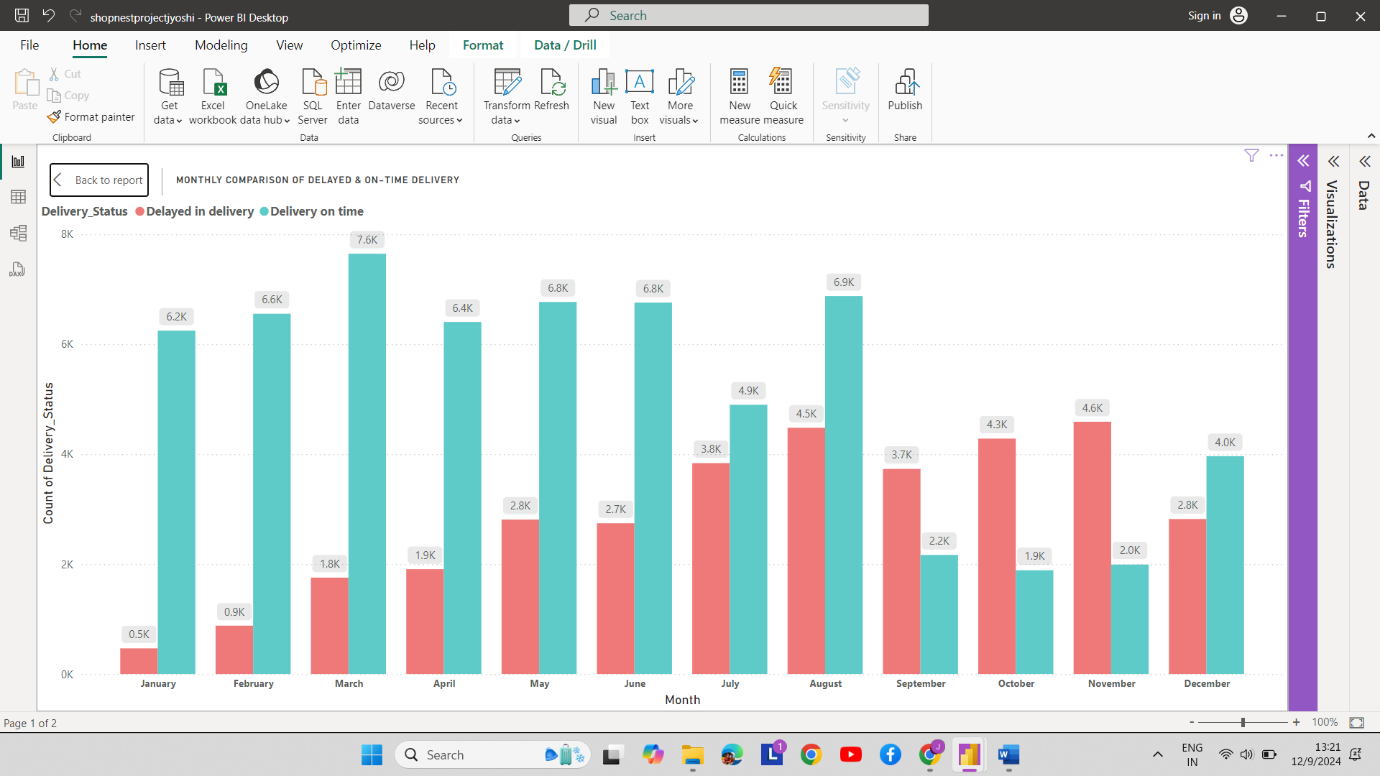 shopnestprojectjyoshi - Power BI Desktop
Search
Sign in
File Home Insert Modeling View Optimize Help Format Data / Drill
Paste
Cut
Copy
Format painter
Clipboard
Get data
Excel workbook
OneLake data hub
SQL Server
Enter data
Dataverse
Recent sources
Data
Transform data
Refresh
Queries
New visual
Text box
More visuals
Insert
New measure
Quick measure
Calculations
Sensitivity
Sensitivity
Publish
Share
Back to report
MONTHLY COMPARISON OF DELAYED & ON-TIME DELIVERY
Delivery_Status Delayed in delivery Delivery on time
Count of Delivery_Status
8K
6K
4K
2K
0K
0.5K 6.2K
0.9K 6.6K
1.8K 7.6K
1.9K 6.4K
2.8K 6.8K
2.7K 6.8K
3.8K 4.9K
4.5K 6.9K
3.7K 2.2K
4.3K 1.9K
4.6K 2.0K
2.8K 4.0K
January February March April May June July August September October November December
Month
Filters
Visualizations
Data
Page 1 of 2
- + 100%
Search
1
J
ENG
IN
13:21
12/9/2024